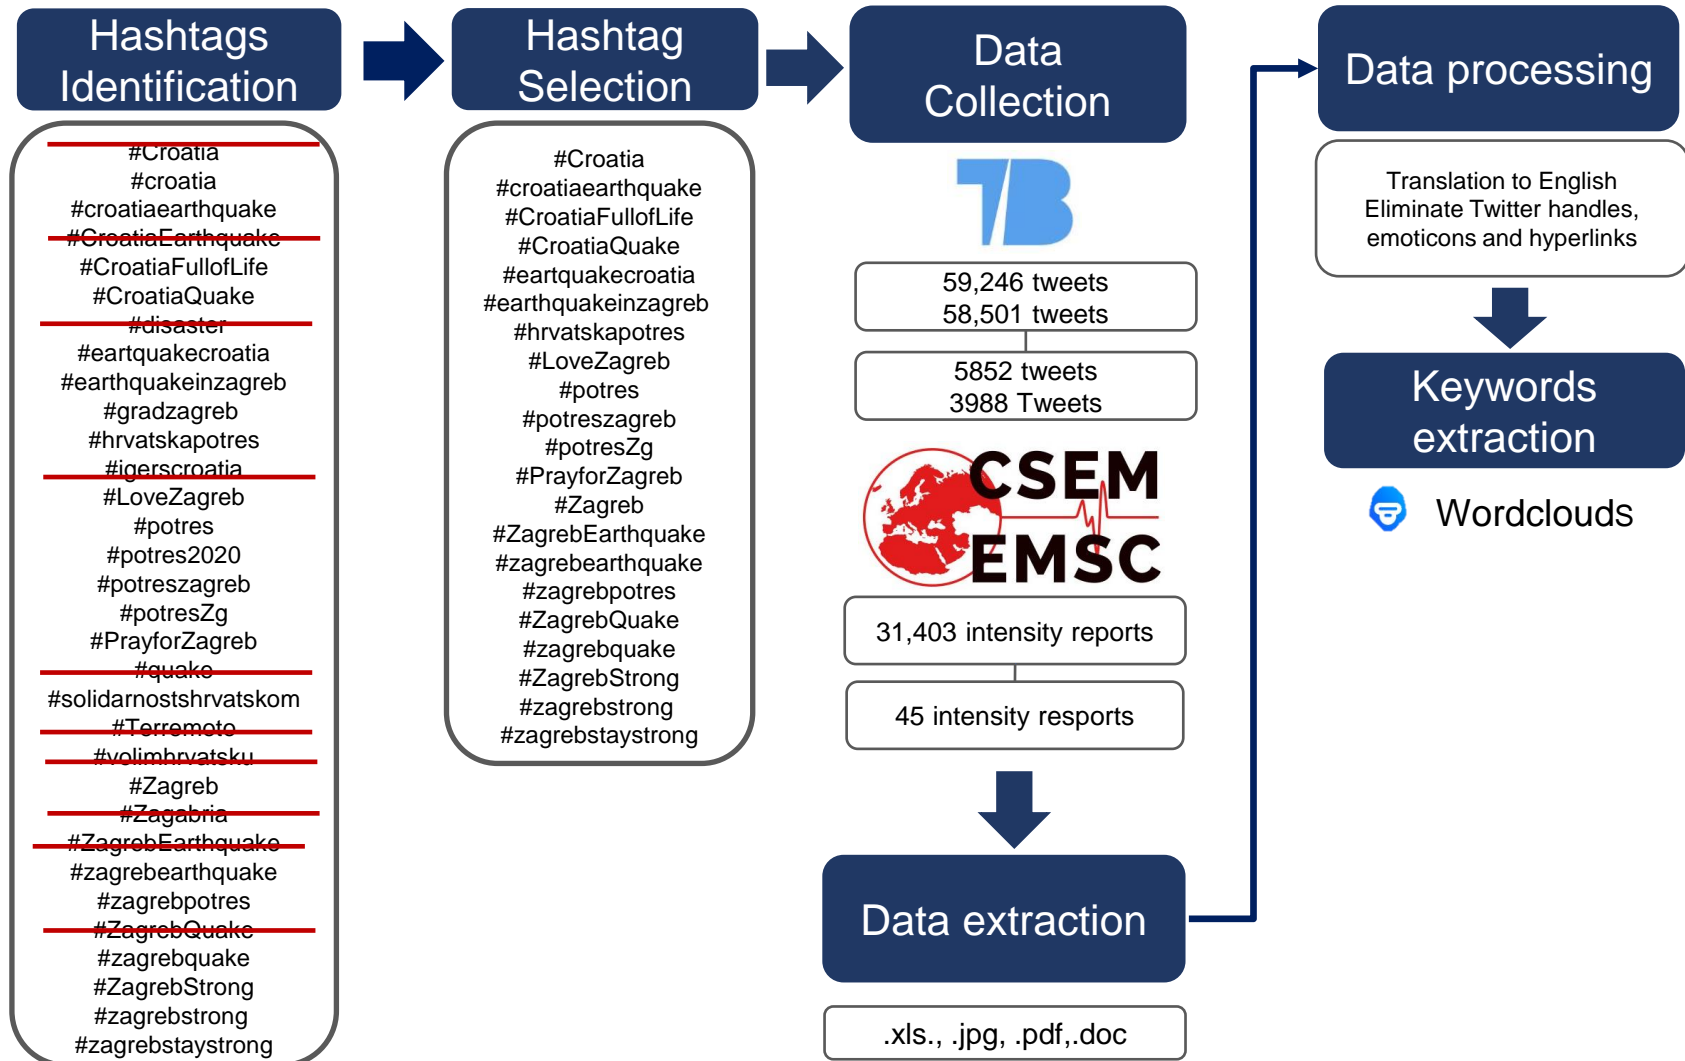 Hashtags
Identification
#Croatia
#croatia
#croatiaearthquake
#CroatiaEarthquake
#CroatiaFullofLife
#CroatiaQuake
#disaster
#eartquakecroatia
#earthquakeinzagreb
#gradzagreb
#hrvatskapotres
#igerscroatia
#LoveZagreb
#potres
#potres2020
#potreszagreb
#potresZg
#PrayforZagreb
#quake
#solidarnostshrvatskom
#Terremoto
#volimhrvatsku
#Zagreb
#Zagabria
#ZagrebEarthquake
#zagrebearthquake
#zagrebpotres
#ZagrebQuake
#zagrebquake
#ZagrebStrong
#zagrebstrong
#zagrebstaystrong
Hashtag
Selection
#Croatia
#croatiaearthquake
#CroatiaFullofLife
#CroatiaQuake
#eartquakecroatia
#earthquakeinzagreb
#hrvatskapotres
#LoveZagreb
#potres
#potreszagreb
#potresZg
#PrayforZagreb
#Zagreb
#ZagrebEarthquake
#zagrebearthquake
#zagrebpotres
#ZagrebQuake
#zagrebquake
#ZagrebStrong
#zagrebstrong
#zagrebstaystrong
Data
Collection
TB
59,246 tweets
58,501 tweets
5852 tweets
3988 Tweets
CSEM
EMSC
31,403 intensity reports
45 intensity resports
Data extraction
.xls., .jpg, .pdf,.doc
Data processing
Translation to English
Eliminate Twitter handles,
emoticons and hyperlinks
Keywords
extraction
Wordclouds